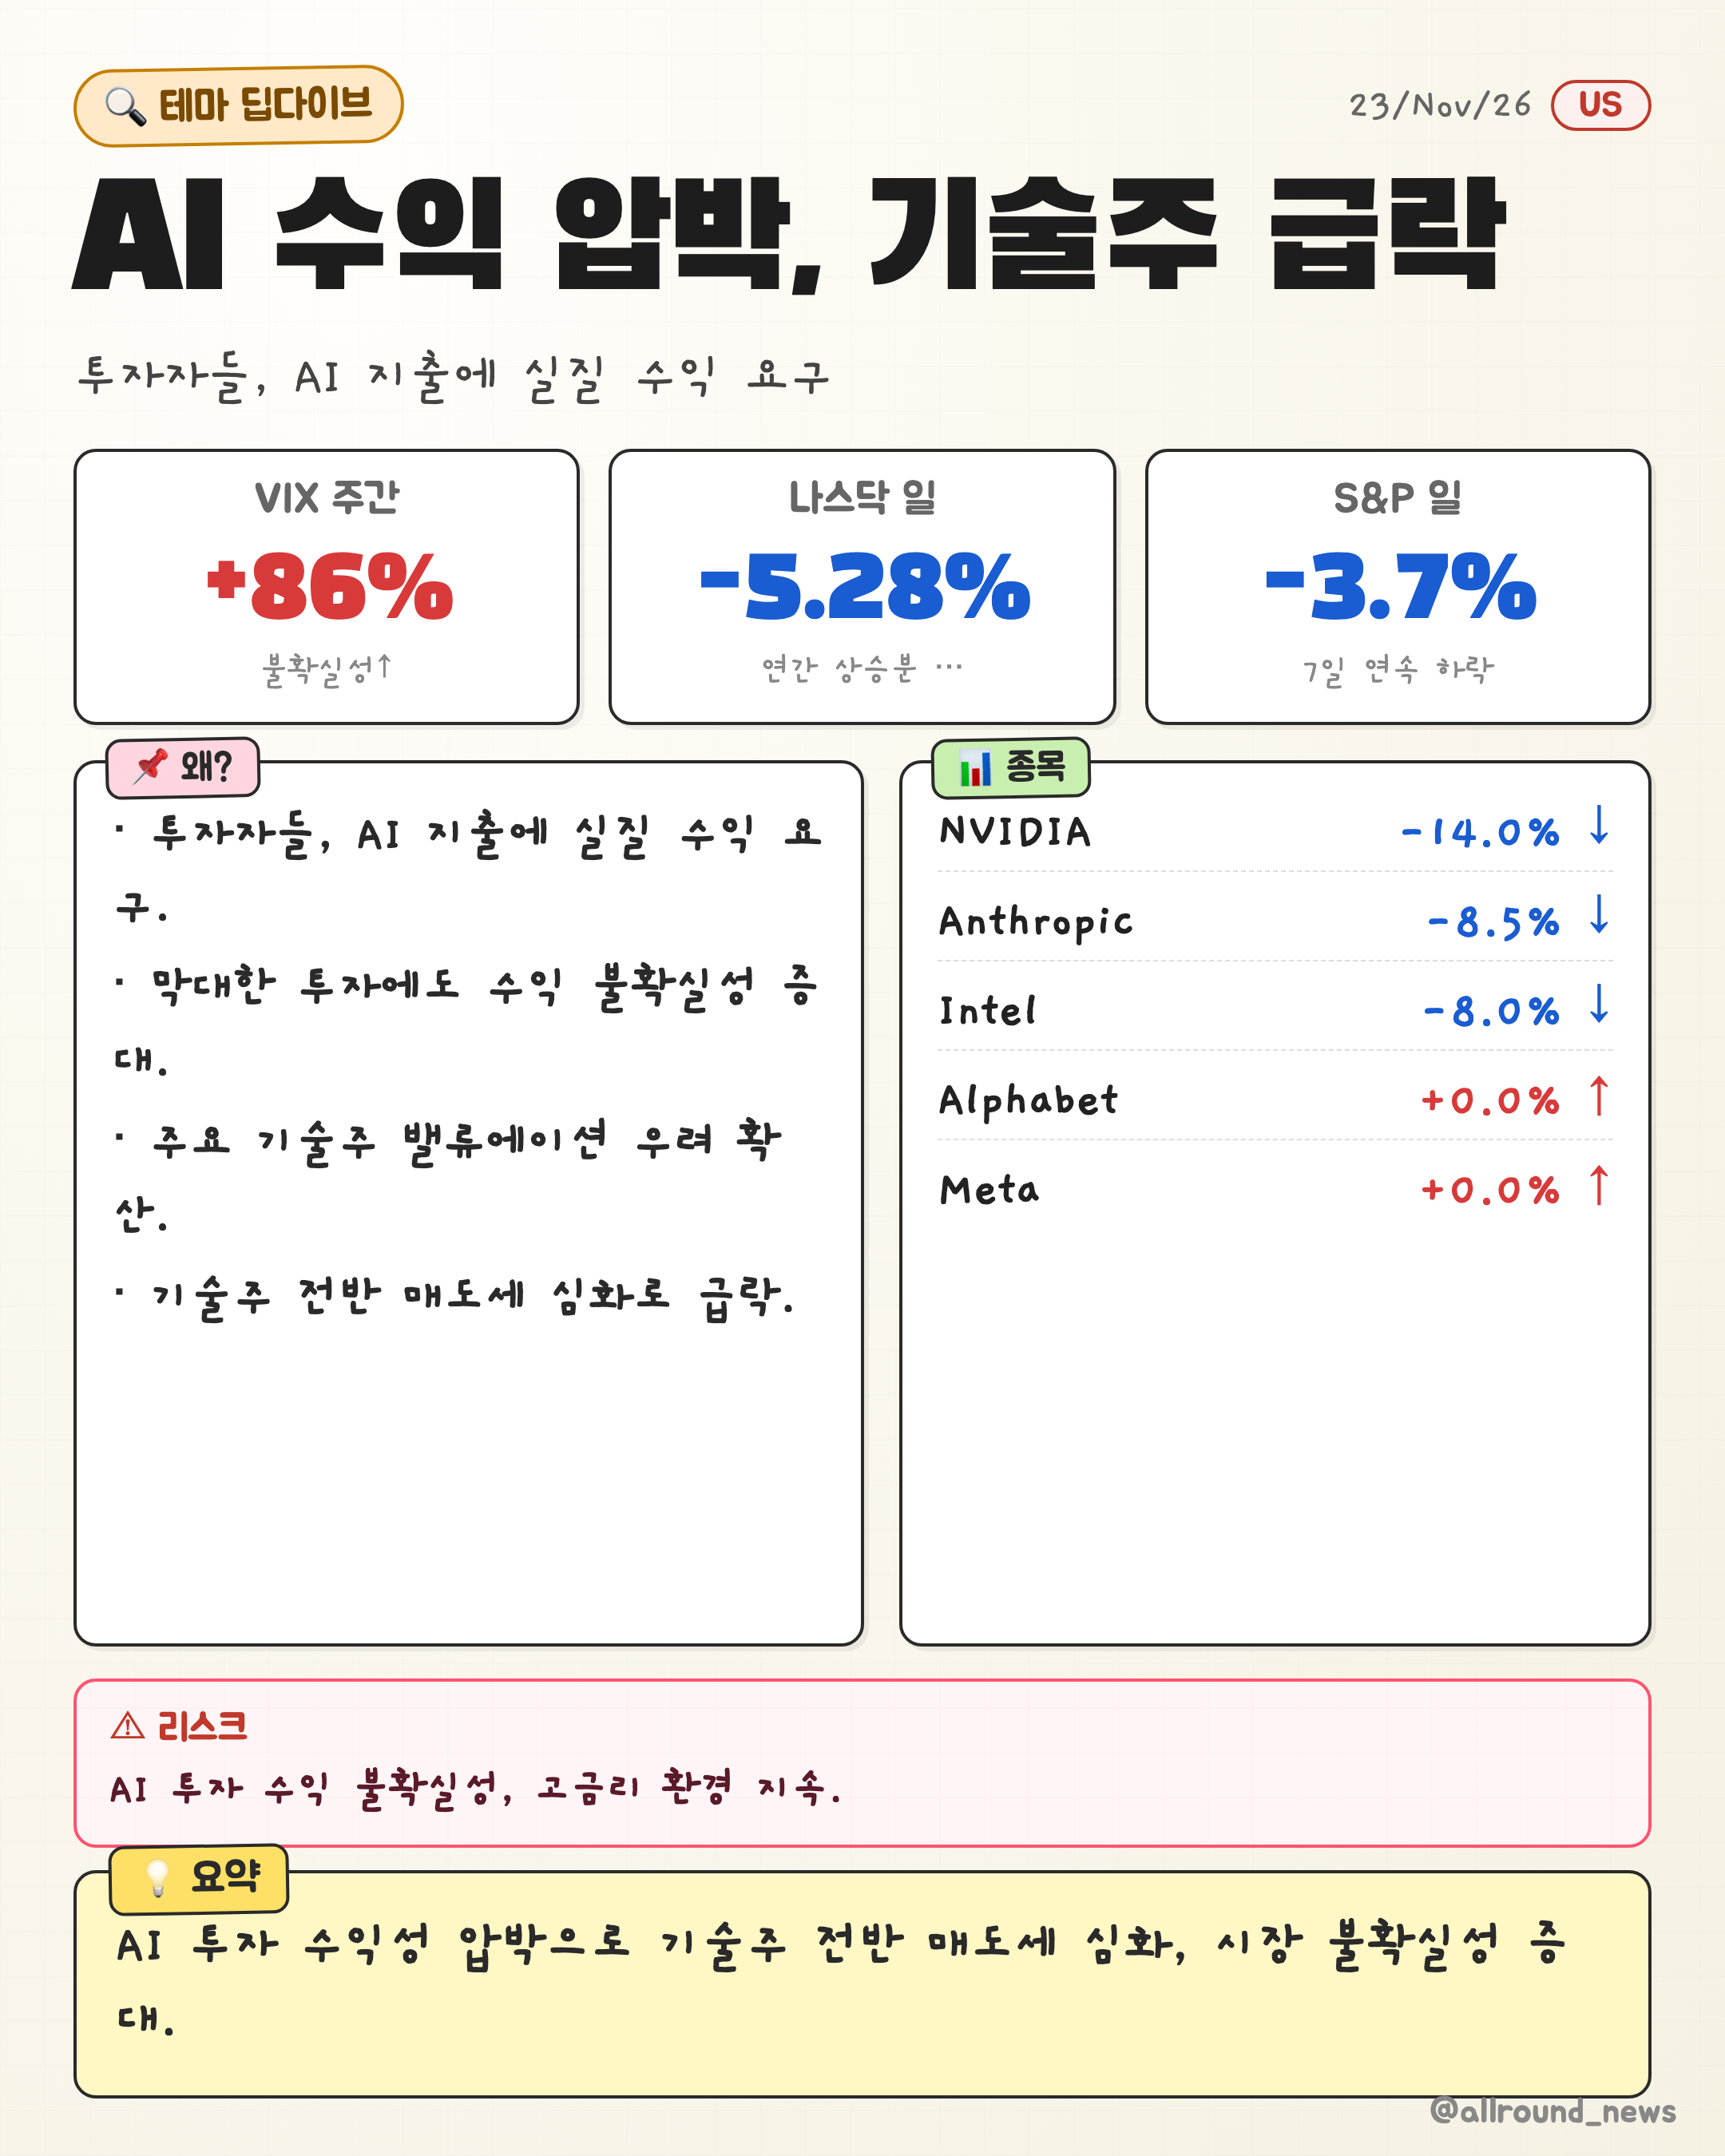 🔍 테마 딥다이브
23/Nov/26 US
AI 수익 압박, 기술주 급락
투자자들, AI 지출에 실질 수익 요구
VIX 주간
+86%
불확실성↑
나스닥 일
-5.28%
연간 상승분 …
S&P 일
-3.7%
7일 연속 하락
📌 왜?
· 투자자들, AI 지출에 실질 수익 요
구.
· 막대한 투자에도 수익 불확실성 증
대.
· 주요 기술주 밸류에이션 우려 확
산.
· 기술주 전반 매도세 심화로 급락.
📊 종목
NVIDIA -14.0% ↓
Anthropic -8.5% ↓
Intel -8.0% ↓
Alphabet +0.0% ↑
Meta +0.0% ↑
⚠ 리스크
AI 투자 수익 불확실성, 고금리 환경 지속.
💡 요약
AI 투자 수익성 압박으로 기술주 전반 매도세 심화, 시장 불확실성 증
대.
@allround_news